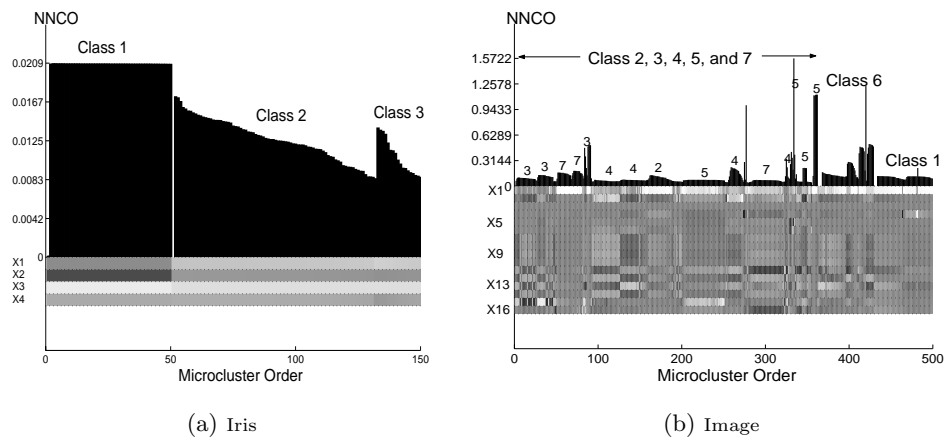 NNCO
Class 1
0.0209
0.0167
0.0125
0.0083
0.0042
0
Class 2
Class 3
X1
X2
X3
X4
0 50 100 150
Microcluster Order
(a) Iris
NNCO
Class 2, 3, 4, 5, and 7
1.5722
1.2578
0.9433
0.6289
0.3144
0
5
5
Class 6
3
3 3 7 7 4 4 2 5 4 7 4 5
Class 1
X1
X5
X9
X13
X16
0 100 200 300 400 500
Microcluster Order
(b) Image